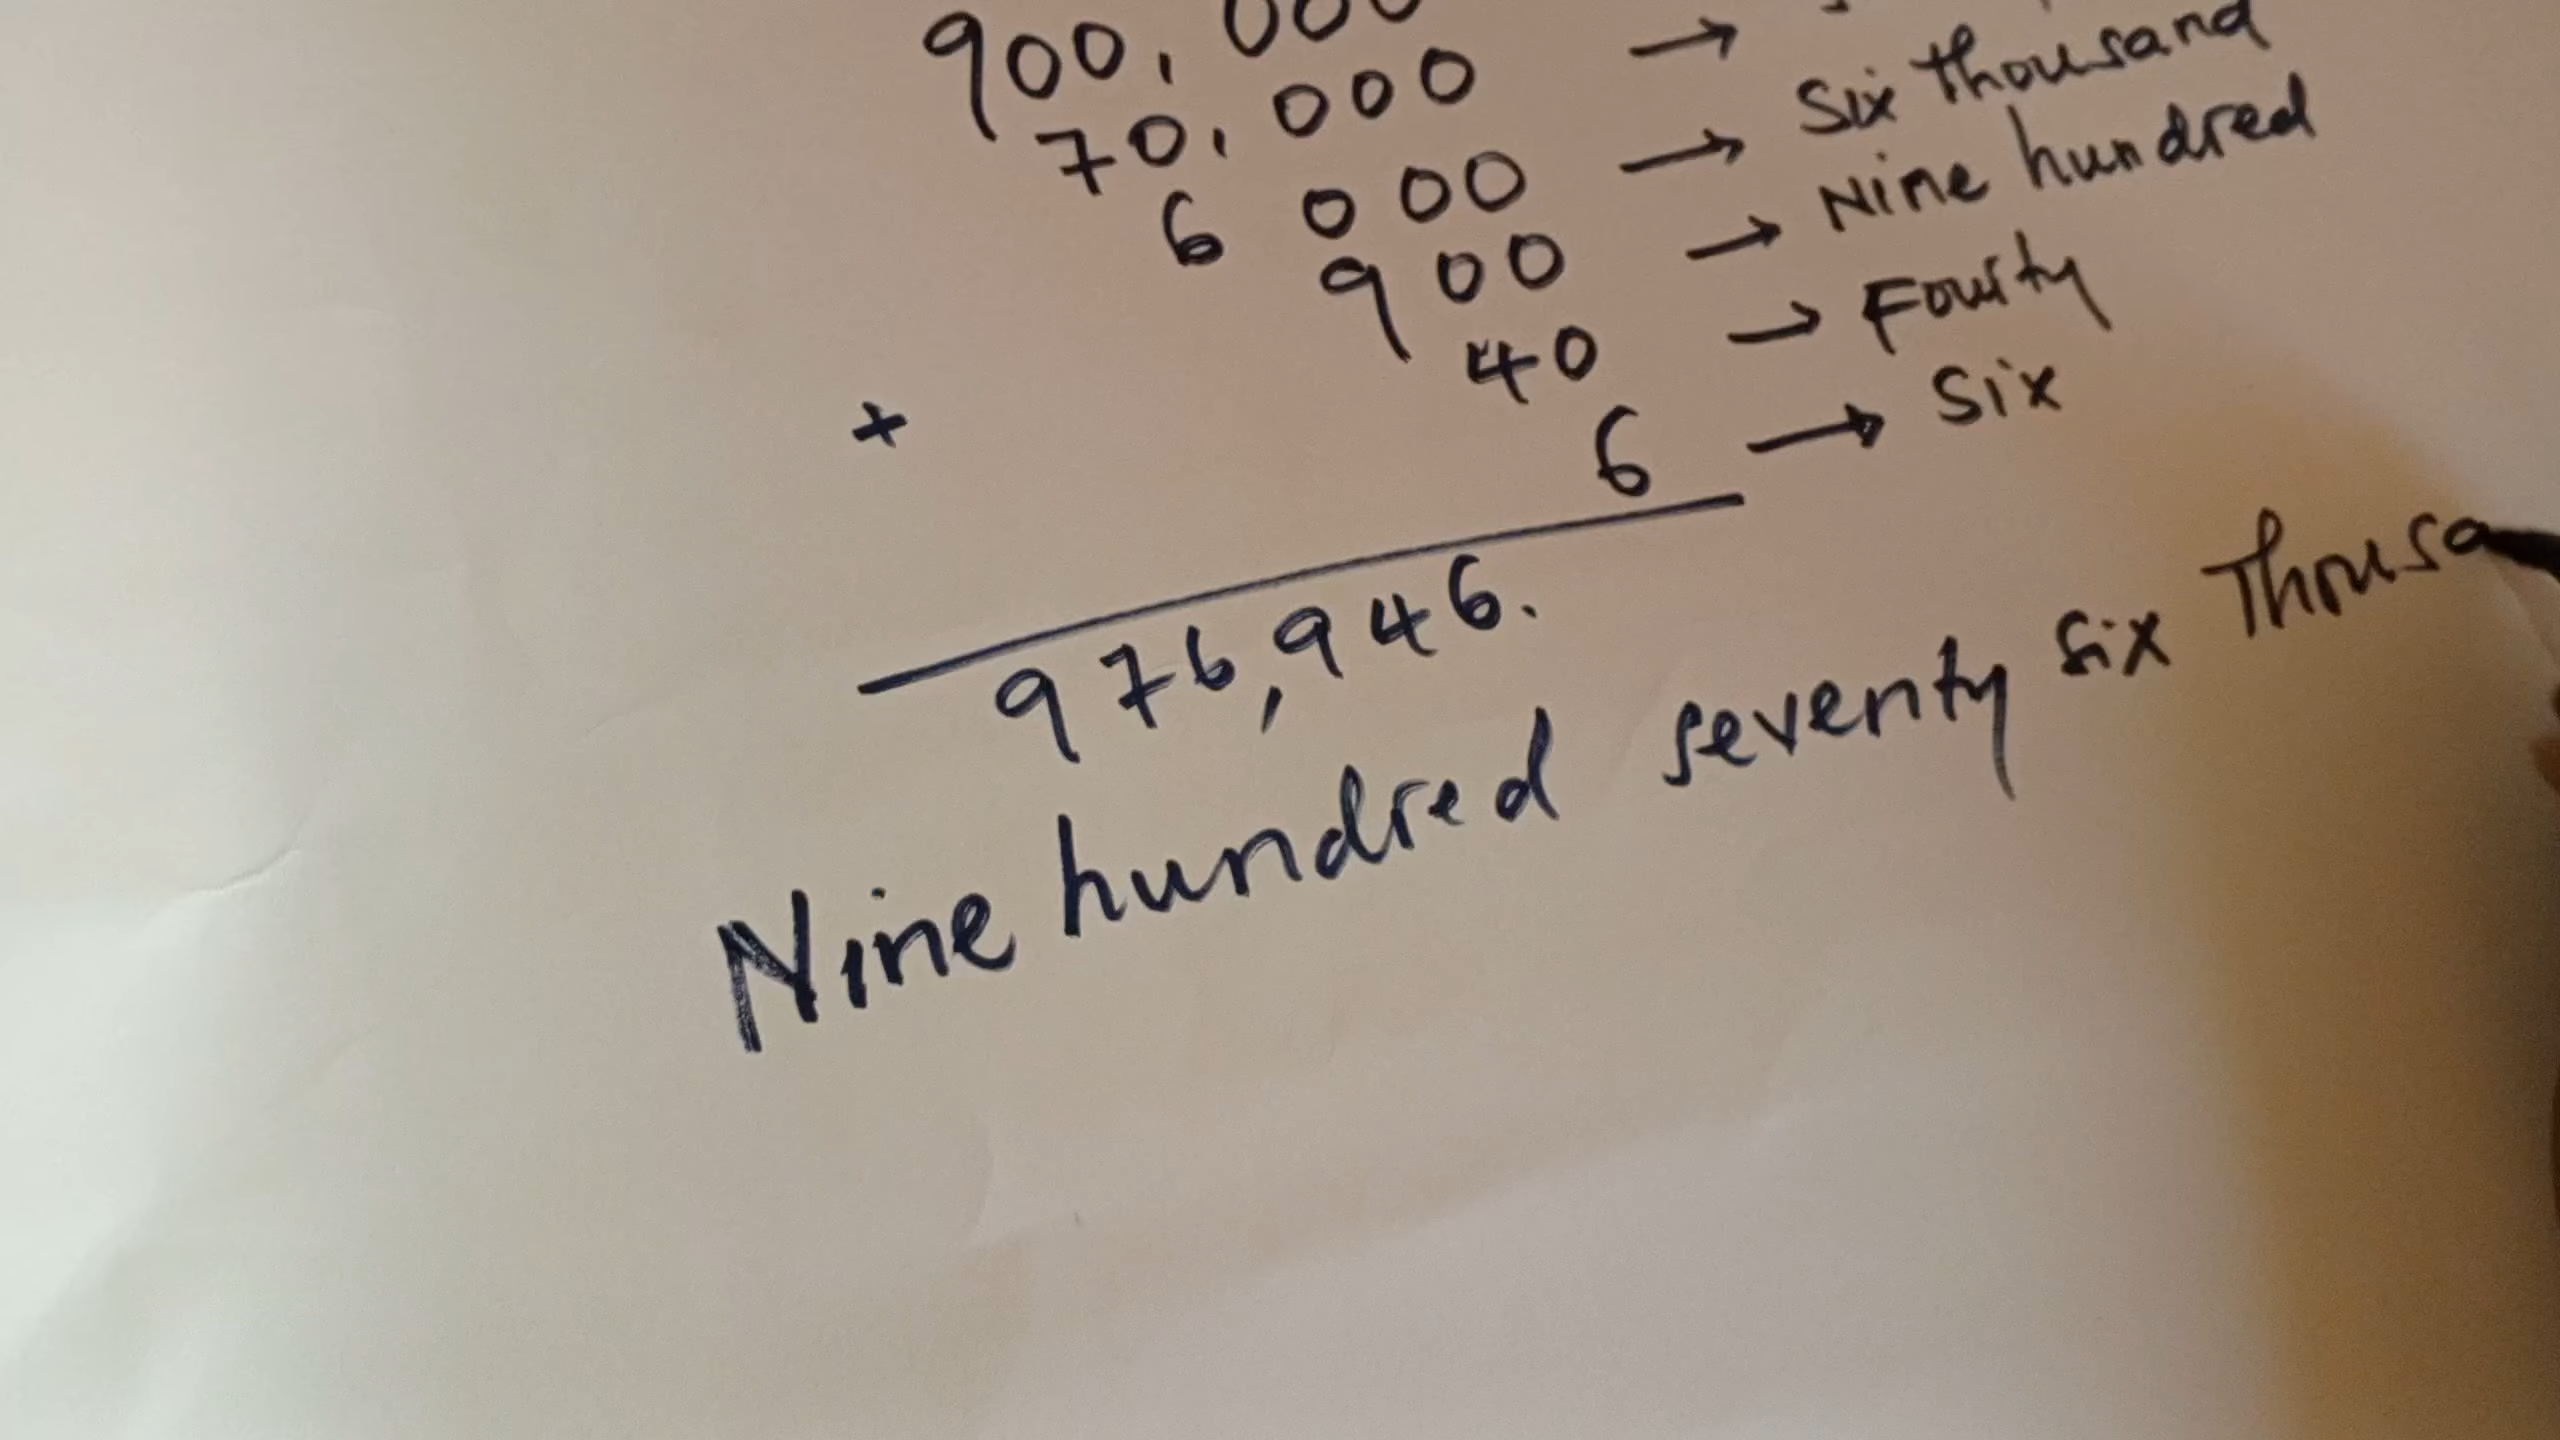 900,000
70,000 →
6 000 → Six thousand
900 → Nine hundred
40 → Fourty
+ 6 → Six
976,946.
Nine hundred seventy six Thousa